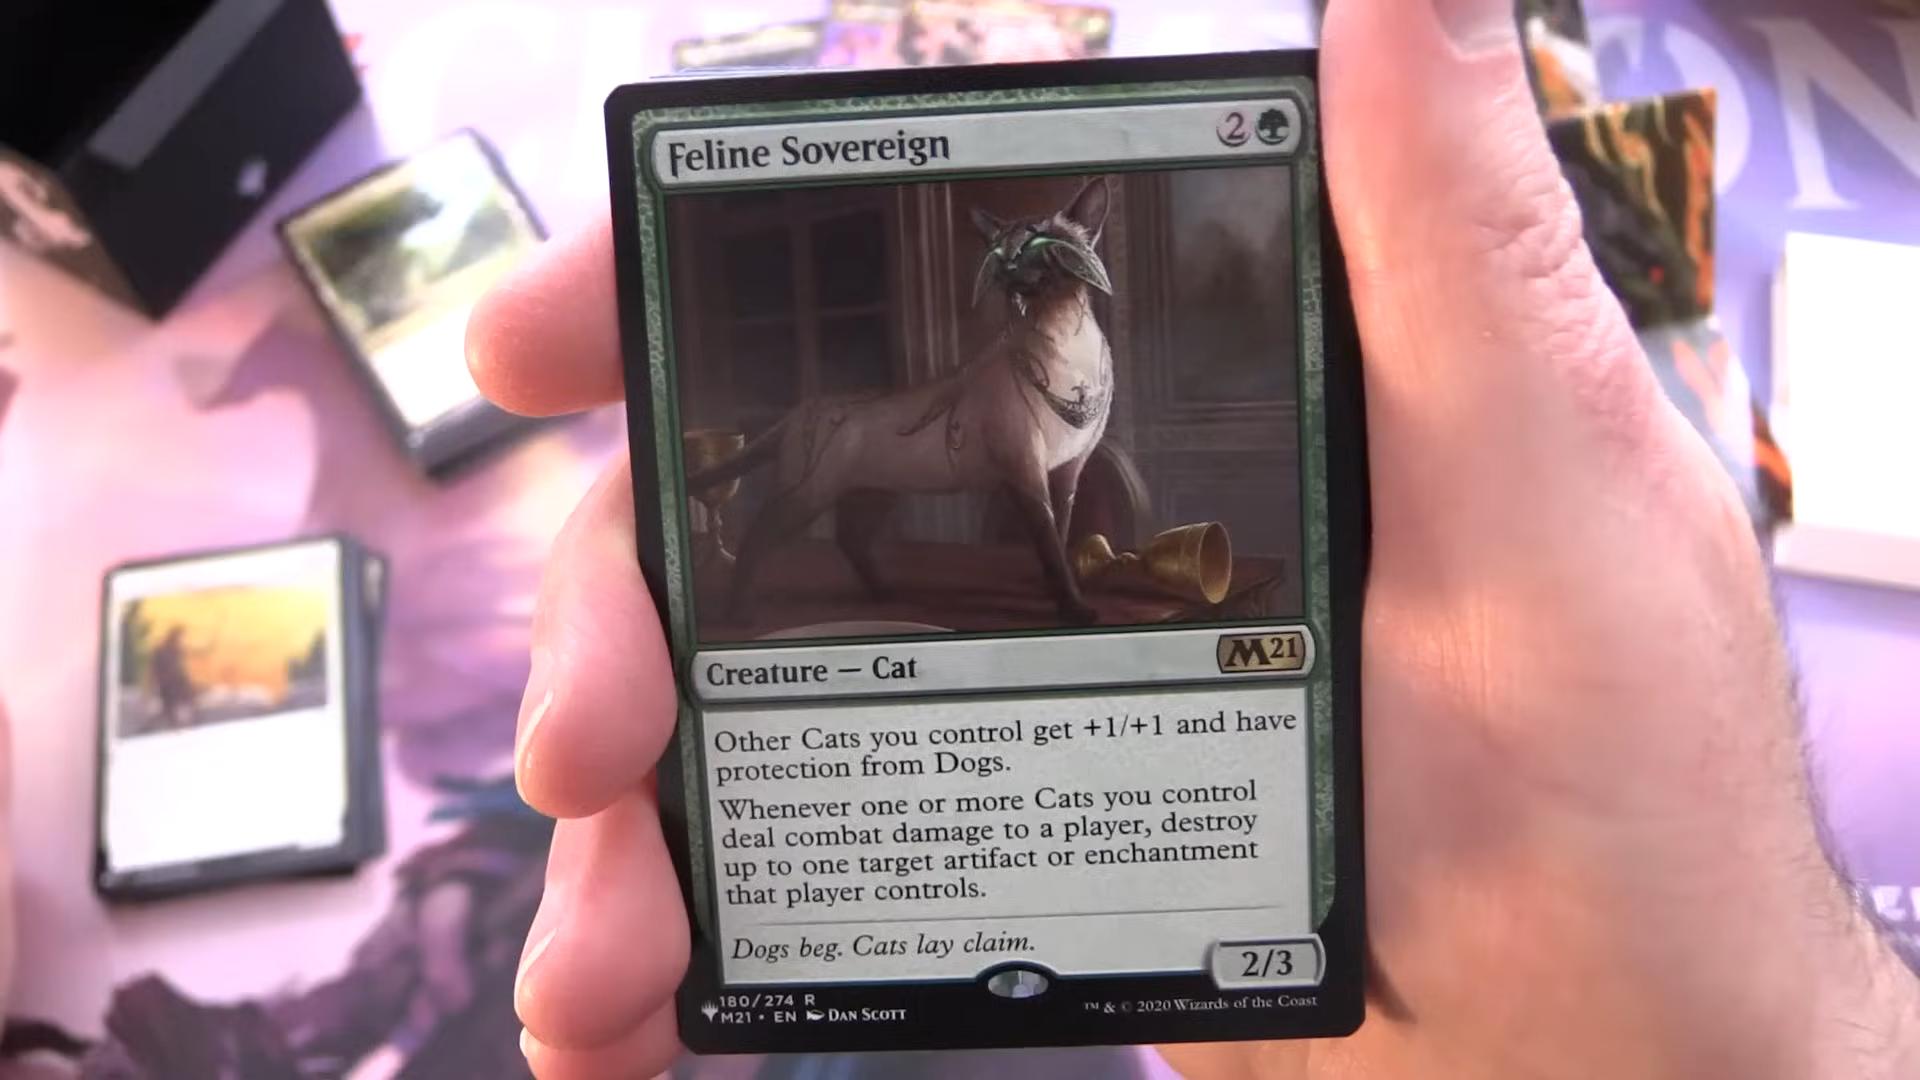 Feline Sovereign 2
Creature — Cat M21
Other Cats you control get +1/+1 and have
protection from Dogs.
Whenever one or more Cats you control
deal combat damage to a player, destroy
up to one target artifact or enchantment
that player controls.
Dogs beg. Cats lay claim.
2/3
180/274 R
M21 • EN DAN SCOTT
™ & © 2020 Wizards of the Coast